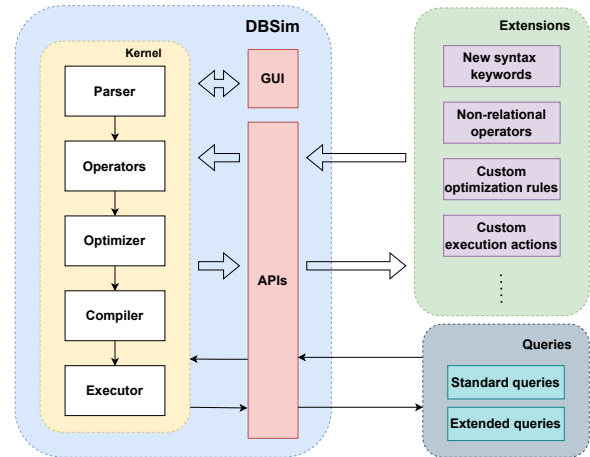 DBSim
Kernel
Parser
Operators
Optimizer
Compiler
Executor
GUI
APIs
Extensions
New syntax
keywords
Non-relational
operators
Custom
optimization rules
Custom
execution actions
Queries
Standard queries
Extended queries